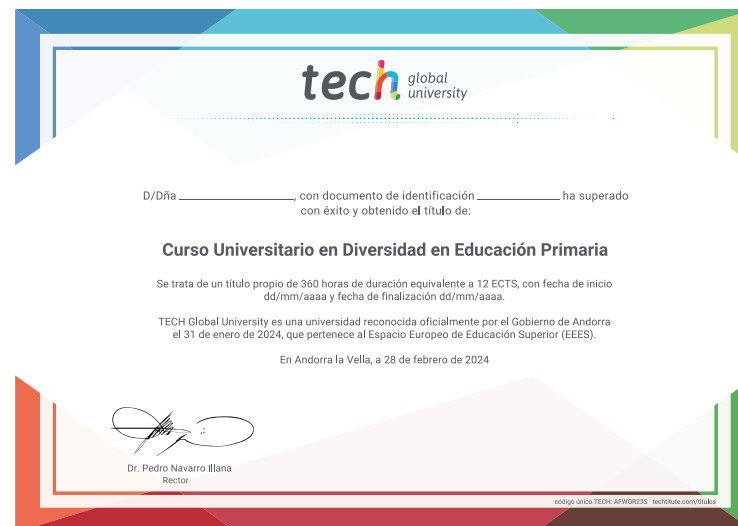 tech global university
D/Dña ____________________, con documento de identificación ______________ ha superado
con éxito y obtenido el título de:
Curso Universitario en Diversidad en Educación Primaria
Se trata de un título propio de 360 horas de duración equivalente a 12 ECTS, con fecha de inicio
dd/mm/aaaa y fecha de finalización dd/mm/aaaa.
TECH Global University es una universidad reconocida oficialmente por el Gobierno de Andorra
el 31 de enero de 2024, que pertenece al Espacio Europeo de Educación Superior (EEES).
En Andorra la Vella, a 28 de febrero de 2024
Dr. Pedro Navarro Illana
Rector
código único TECH: AFWOR23S techtitute.com/títulos